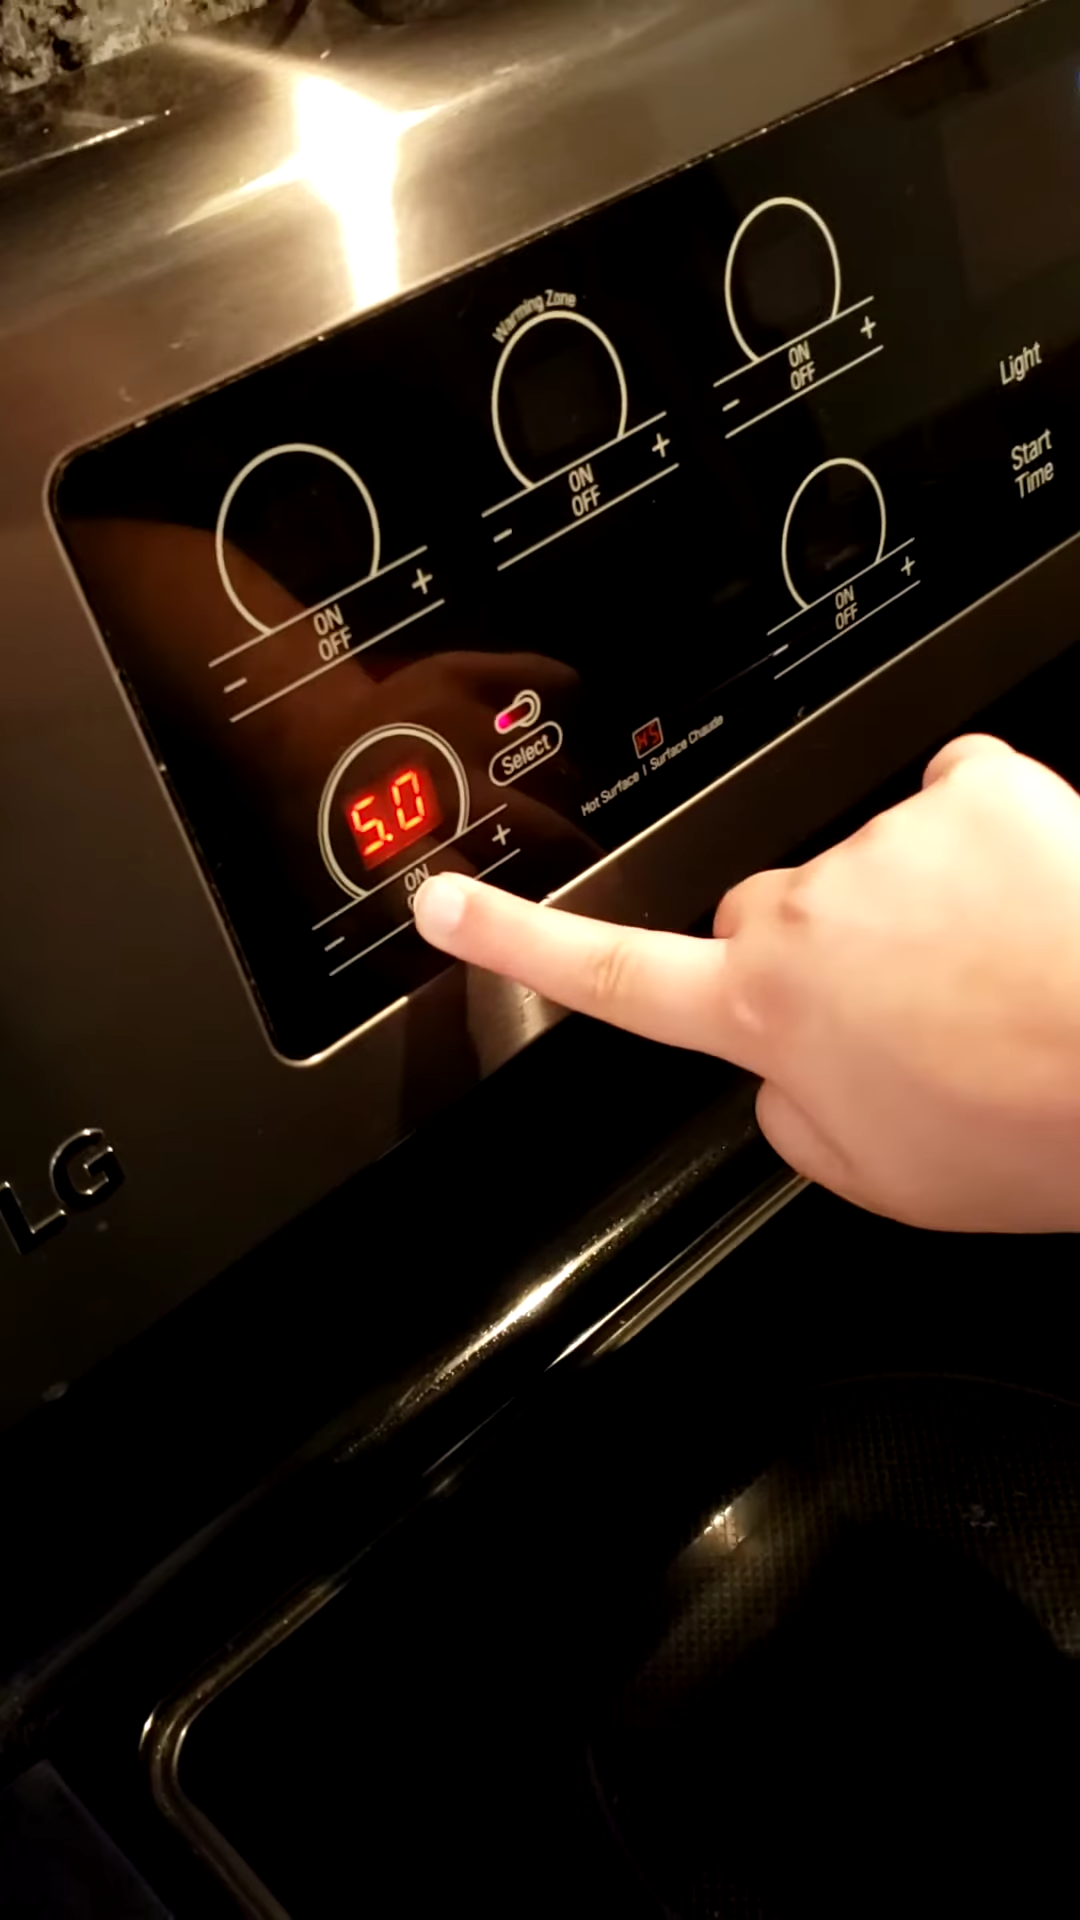 Warming Zone
+
ON
OFF
-
+
ON
OFF
-
+
ON
OFF
-
Light
Start
Time
+
ON
OFF
-
Select
5.0
+
ON
-
HS
Hot Surface | Surface Chaude
LG